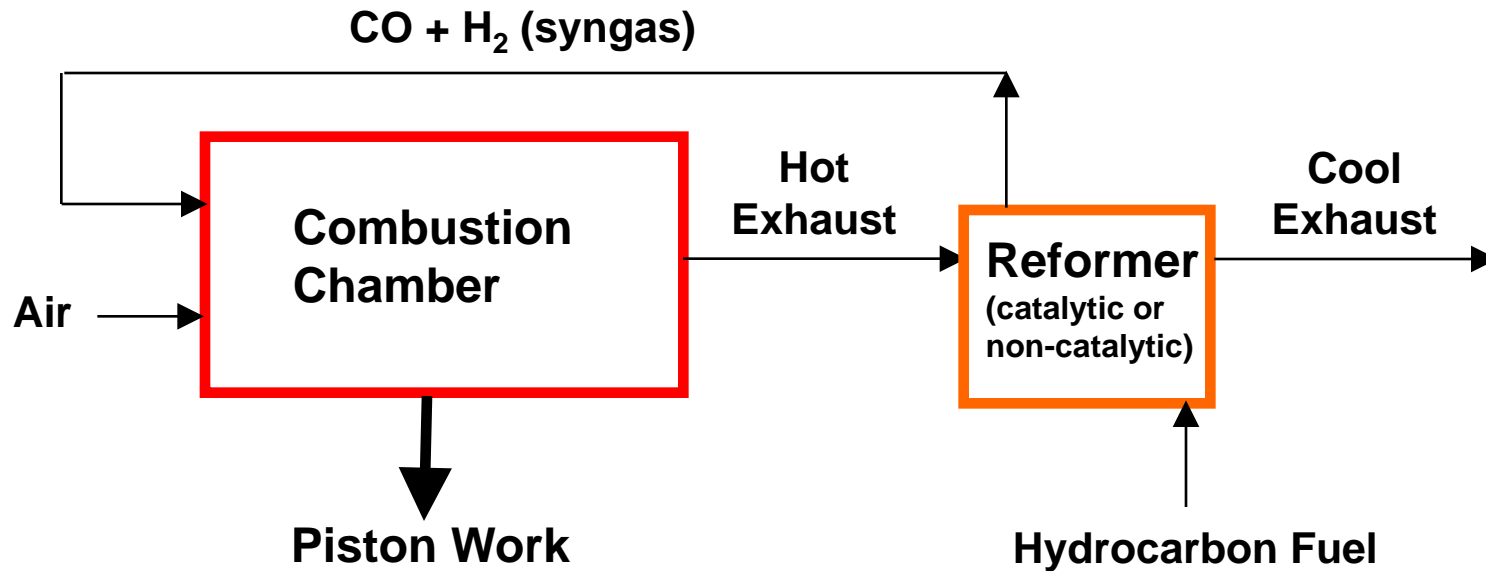 CO + H₂ (syngas)
Hot
Exhaust
Cool
Exhaust
Combustion
Chamber
Reformer
(catalytic or
non-catalytic)
Air
Piston Work
Hydrocarbon Fuel